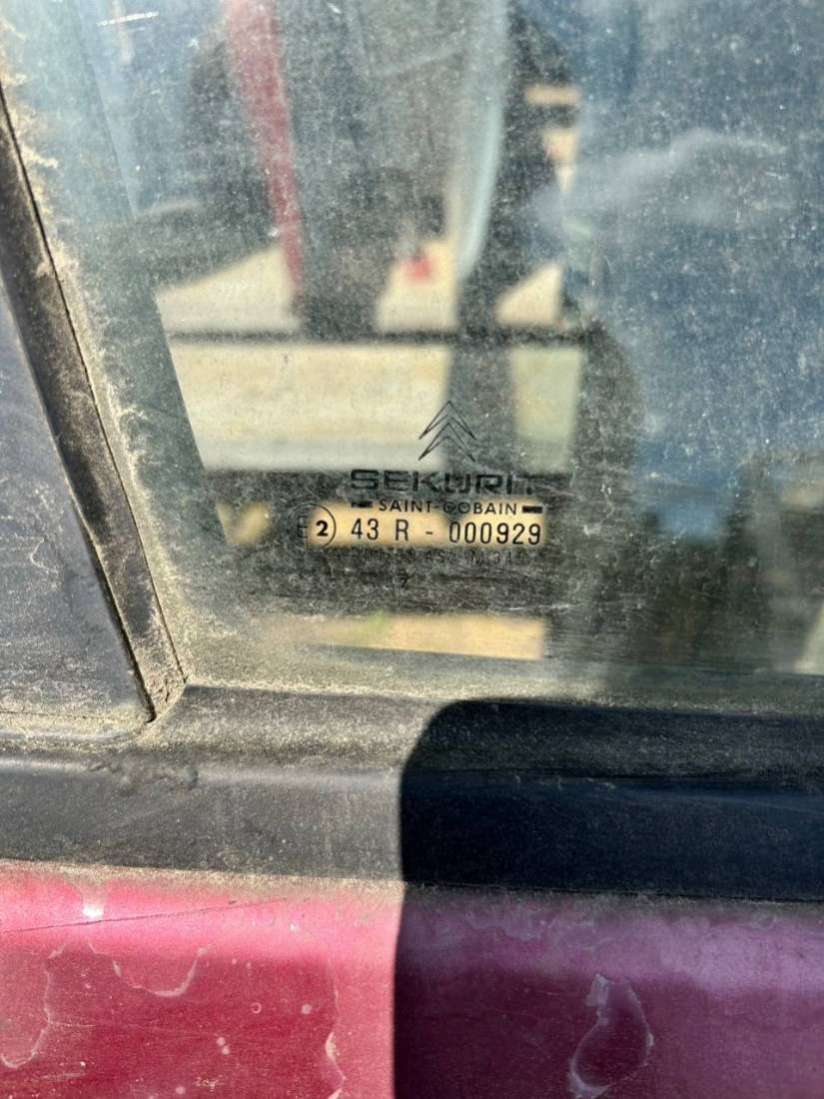 SEKURIT
SAINT-GOBAIN
E2 43 R - 000929